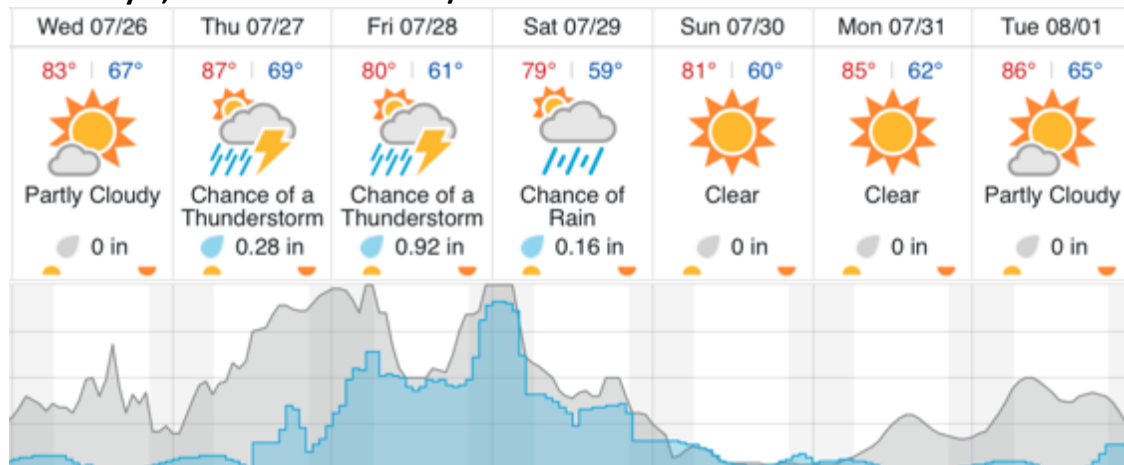 Wed 07/26
Thu 07/27
Fri 07/28
Sat 07/29
Sun 07/30
Mon 07/31
Tue 08/01
83° | 67°
87° | 69°
80° | 61°
79° | 59°
81° | 60°
85° | 62°
86° | 65°
Partly Cloudy
Chance of a
Thunderstorm
Chance of a
Thunderstorm
Chance of
Rain
Clear
Clear
Partly Cloudy
0 in
0.28 in
0.92 in
0.16 in
0 in
0 in
0 in